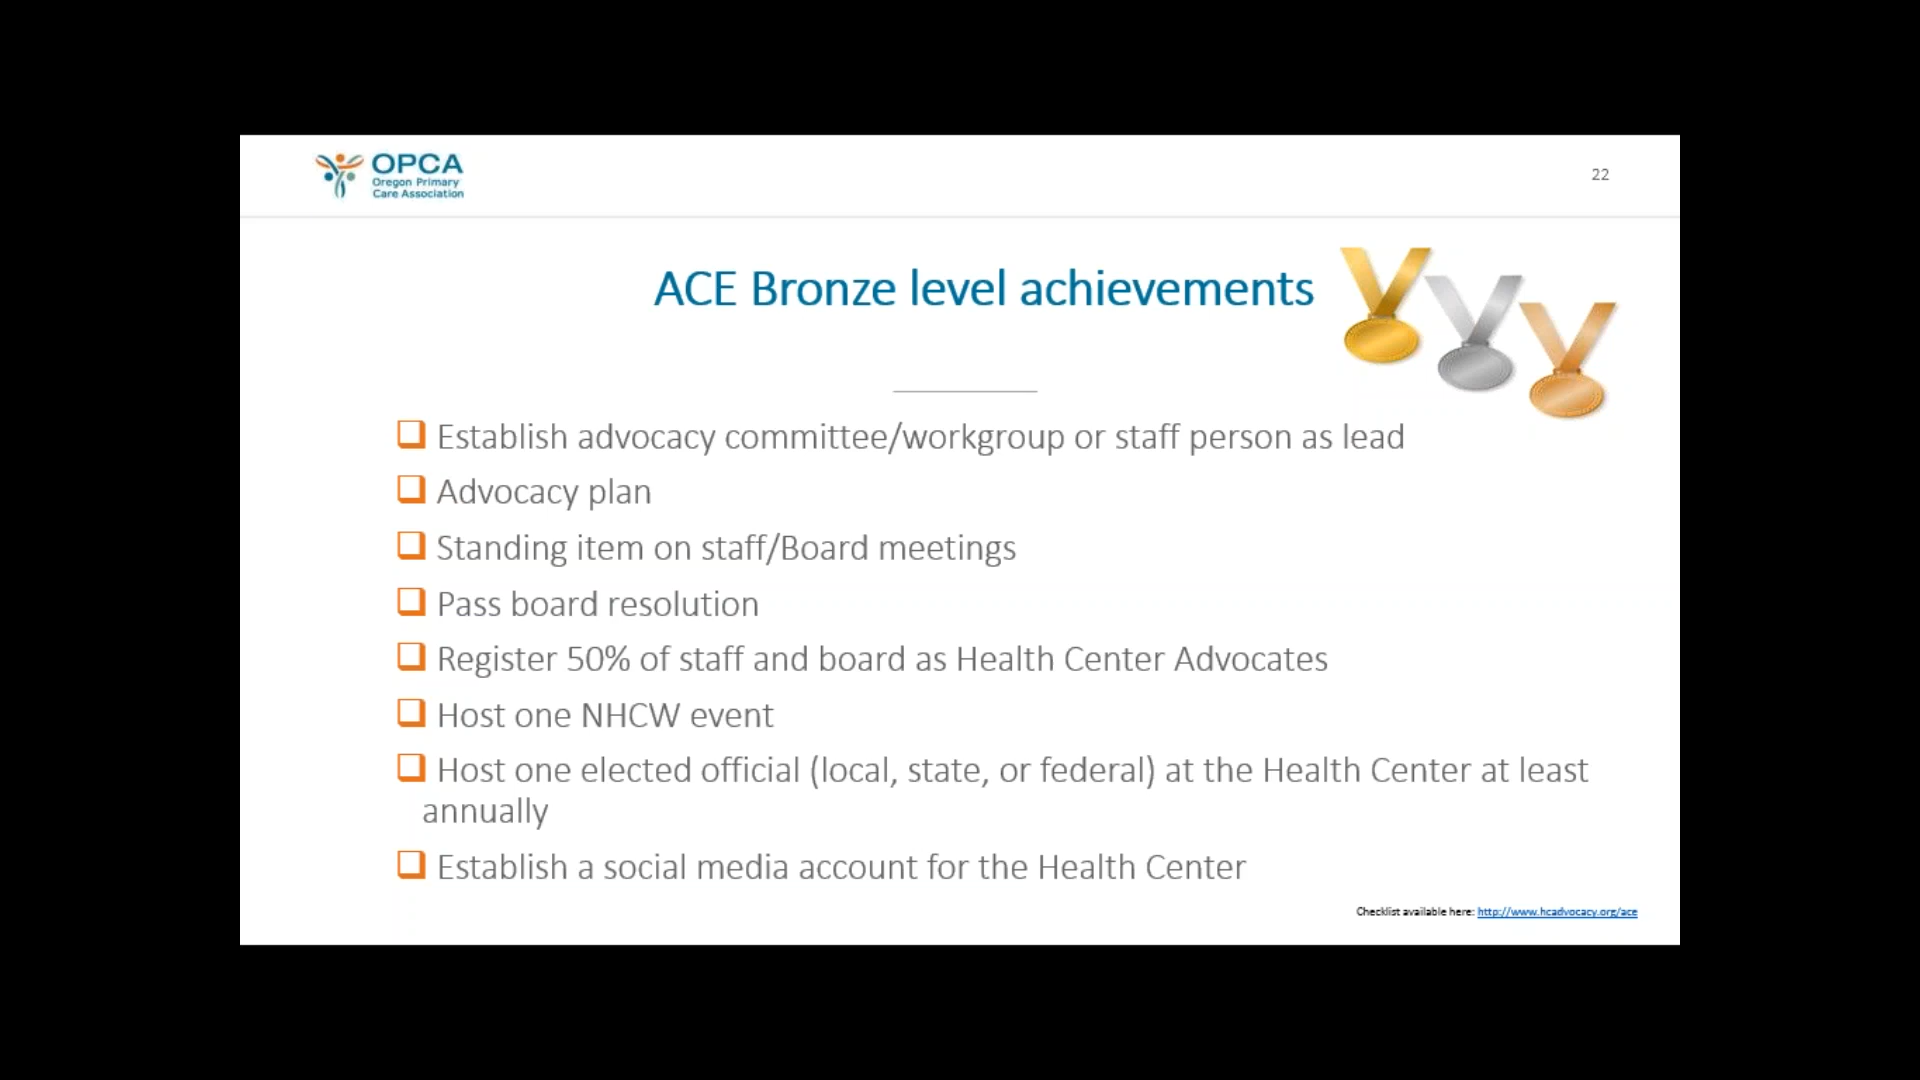 OPCA
Oregon Primary
Care Association
22
ACE Bronze level achievements
Establish advocacy committee/workgroup or staff person as lead
Advocacy plan
Standing item on staff/Board meetings
Pass board resolution
Register 50% of staff and board as Health Center Advocates
Host one NHCW event
Host one elected official (local, state, or federal) at the Health Center at least
annually
Establish a social media account for the Health Center
Checklist available here: http://www.hcadvocacy.org/ace